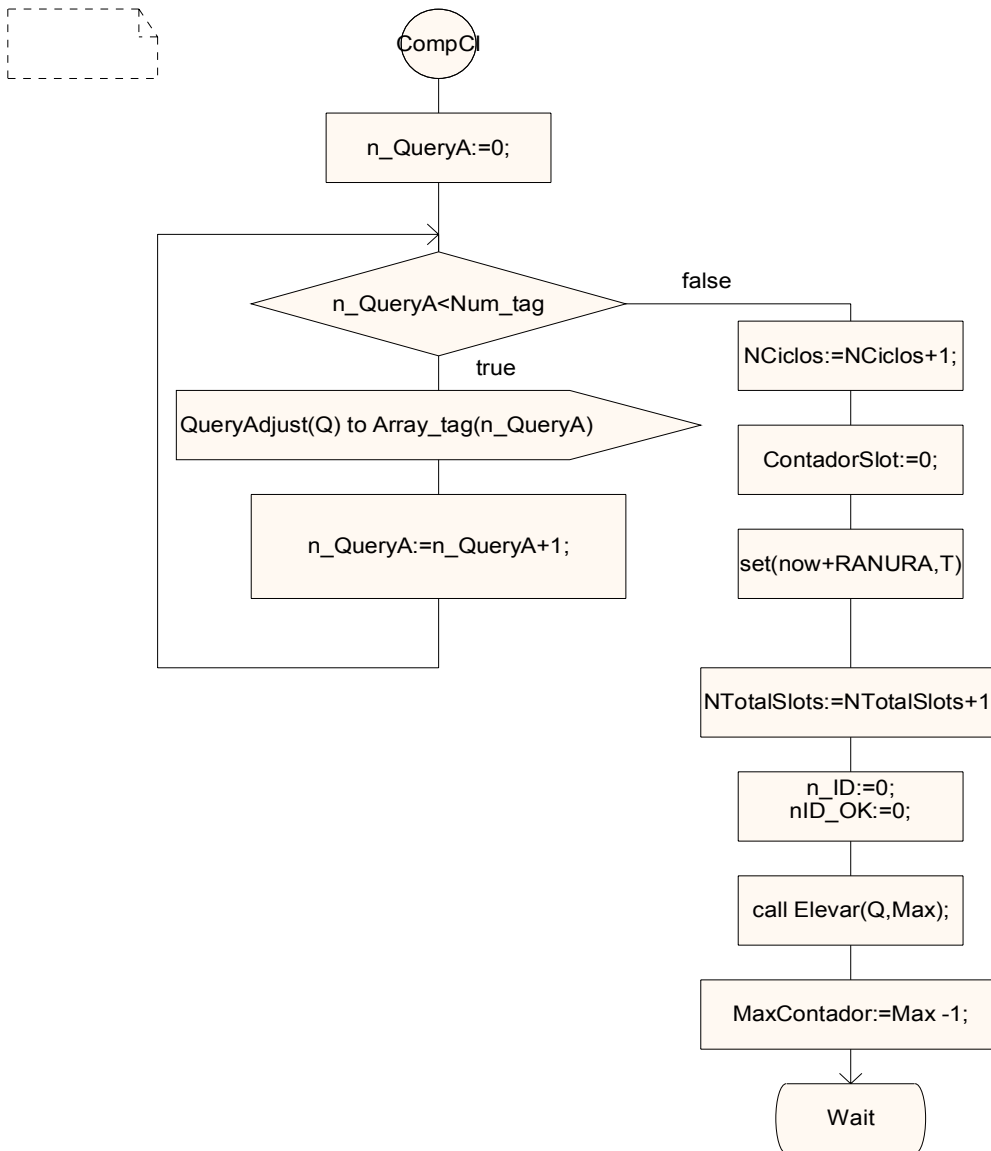 CompCl
n_QueryA:=0;
n_QueryA<Num_tag
false
true
QueryAdjust(Q) to Array_tag(n_QueryA)
n_QueryA:=n_QueryA+1;
NCiclos:=NCiclos+1;
ContadorSlot:=0;
set(now+RANURA,T)
NTotalSlots:=NTotalSlots+1
n_ID:=0;
nID_OK:=0;
call Elevar(Q,Max);
MaxContador:=Max -1;
Wait